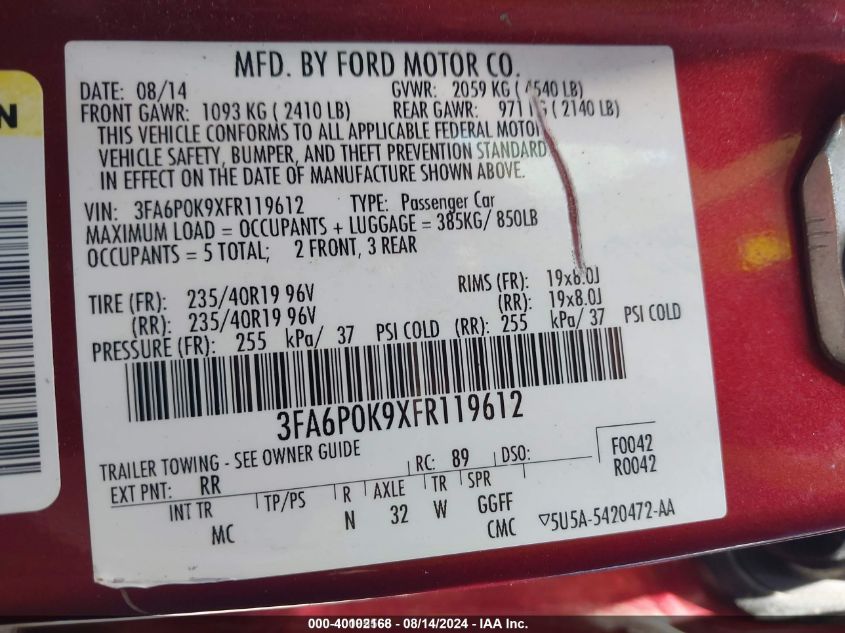 N
MFD. BY FORD MOTOR CO.
DATE: 08/14 GVWR: 2059 KG ( 4540 LB)
FRONT GAWR: 1093 KG ( 2410 LB) REAR GAWR: 971 KG ( 2140 LB)
THIS VEHICLE CONFORMS TO ALL APPLICABLE FEDERAL MOTOR
VEHICLE SAFETY, BUMPER, AND THEFT PREVENTION STANDARD
IN EFFECT ON THE DATE OF MANUFACTURE SHOWN ABOVE.
VIN: 3FA6P0K9XFR119612 TYPE: Passenger Car
MAXIMUM LOAD = OCCUPANTS + LUGGAGE = 385KG/ 850LB
OCCUPANTS = 5 TOTAL; 2 FRONT, 3 REAR
TIRE (FR): 235/40R19 96V RIMS (FR): 19x8.0J
(RR): 235/40R19 96V (RR): 19x8.0J
PRESSURE (FR): 255 kPa/ 37 PSI COLD (RR): 255 kPa/ 37 PSI COLD
3FA6P0K9XFR119612
TRAILER TOWING - SEE OWNER GUIDE
F0042
EXT PNT: RR RC: 89 DSO: R0042
INT TR TP/PS R AXLE TR SPR
MC N 32 W GGFF
CMC ▽5U5A-5420472-AA
000-40192168 - 08/14/2024 - IAA Inc.